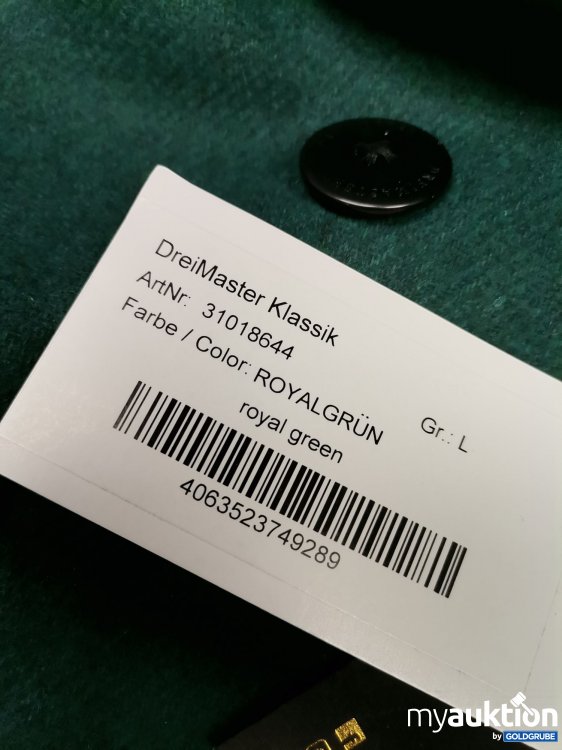 DreiMaster Klassik
ArtNr: 31018644
Farbe / Color: ROYALGRÜN Gr.: L
royal green
4063523749289
myauktion
by GOLDGRUBE